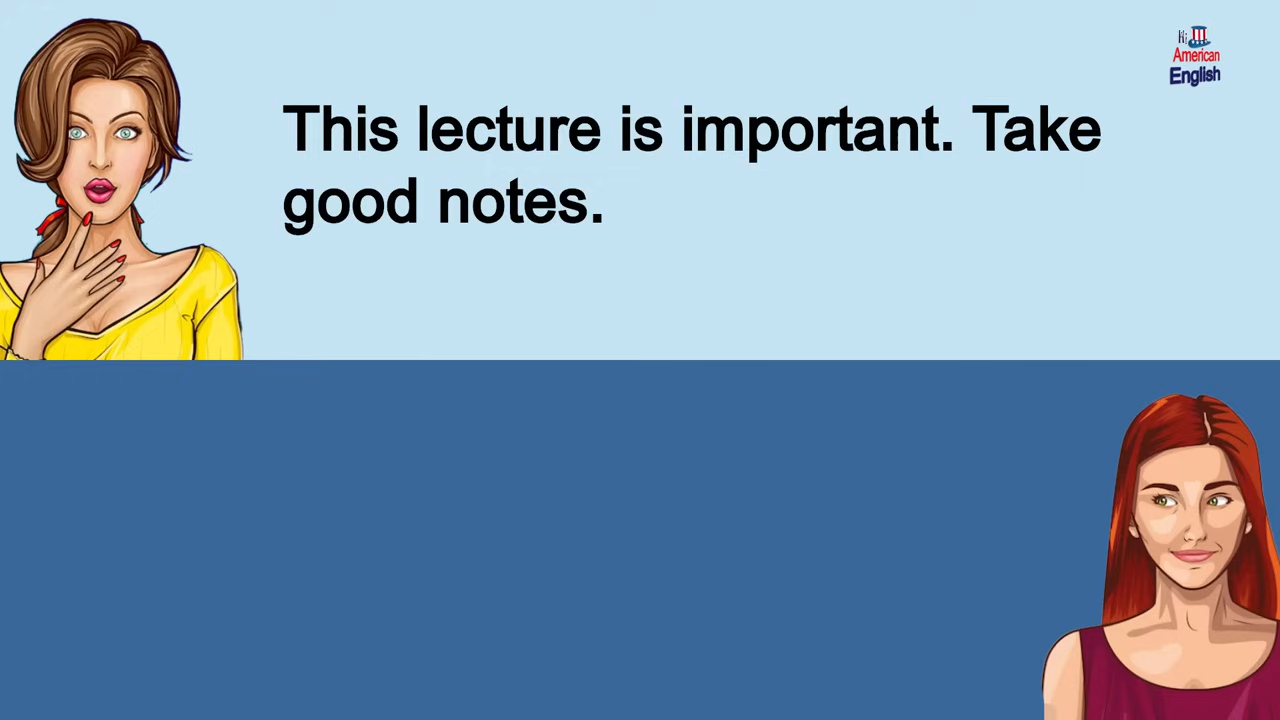 Hi
American
English
This lecture is important. Take
good notes.